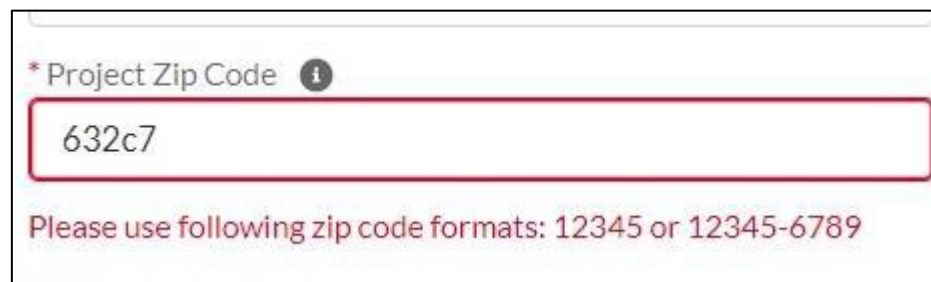 * Project Zip Code
632c7
Please use following zip code formats: 12345 or 12345-6789